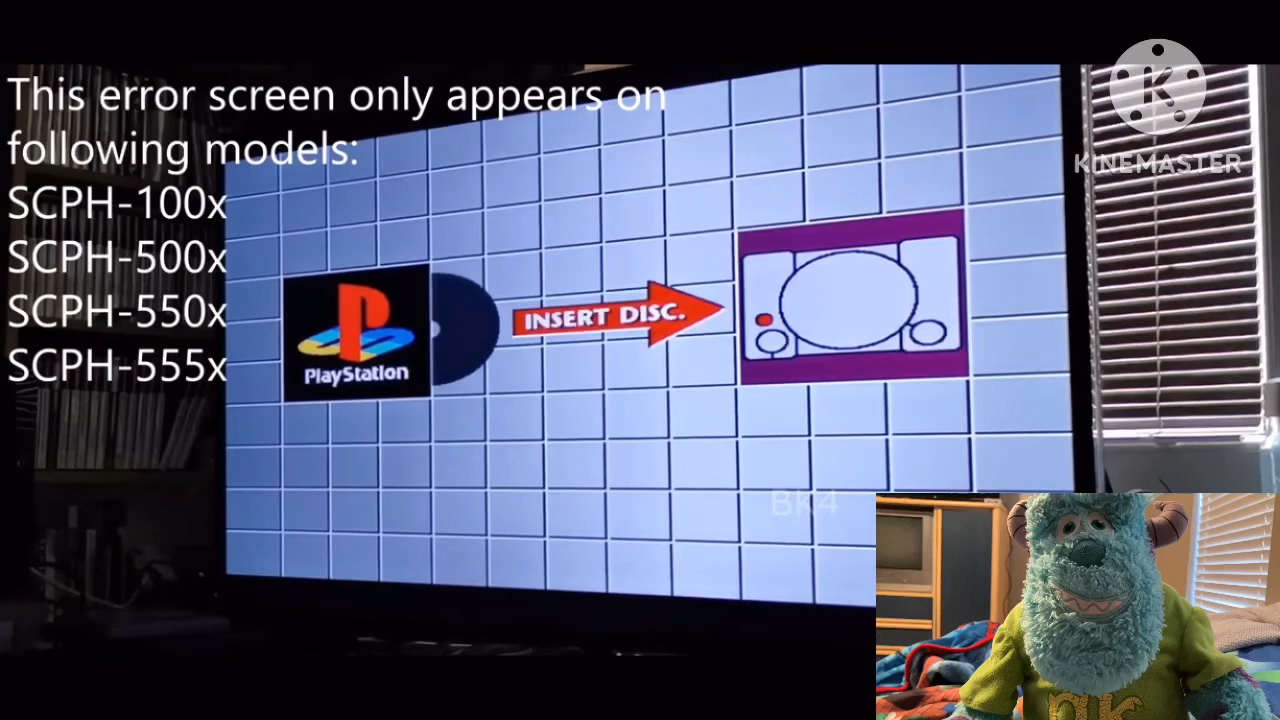 This error screen only appears on
following models:
SCPH-100x
SCPH-500x
SCPH-550x
SCPH-555x
K
KINEMASTER
INSERT DISC.
PlayStation
BK4